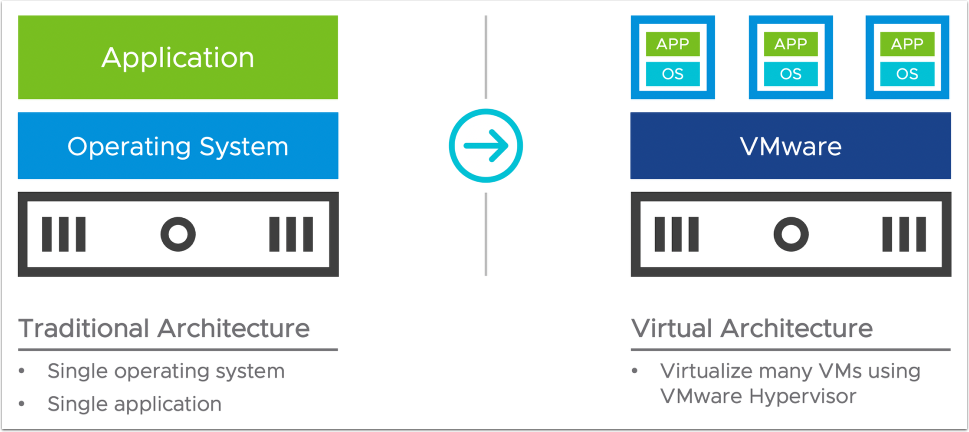 Application
Operating System
Traditional Architecture
• Single operating system
• Single application
APP
OS
APP
OS
APP
OS
VMware
Virtual Architecture
• Virtualize many VMs using
VMware Hypervisor